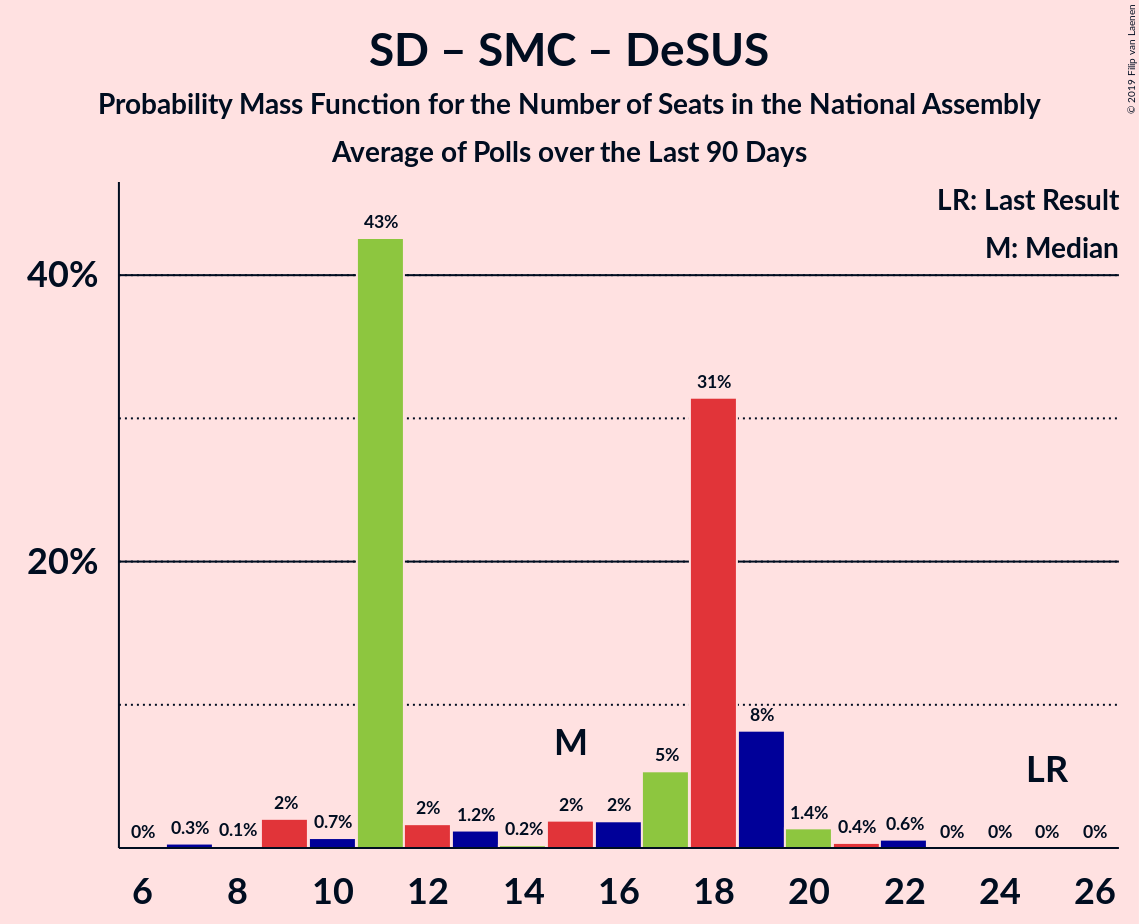 SD – SMC – DeSUS
Probability Mass Function for the Number of Seats in the National Assembly
Average of Polls over the Last 90 Days
© 2019 Filip van Laenen
LR: Last Result
M: Median
40%
20%
0%
0.3%
0.1%
2%
0.7%
43%
2%
1.2%
0.2%
2%
2%
5%
31%
8%
1.4%
0.4%
0.6%
0%
0%
0%
0%
M
LR
6 8 10 12 14 16 18 20 22 24 26